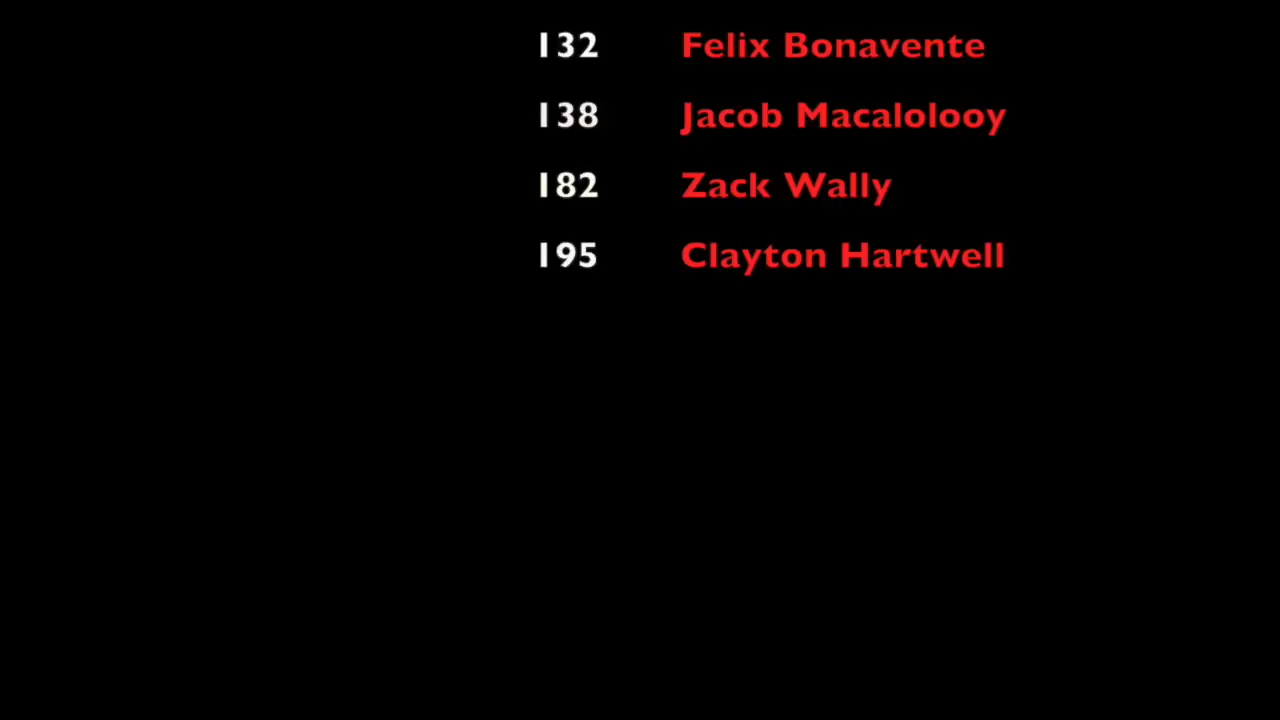 132 Felix Bonavente
138 Jacob Macalolooy
182 Zack Wally
195 Clayton Hartwell